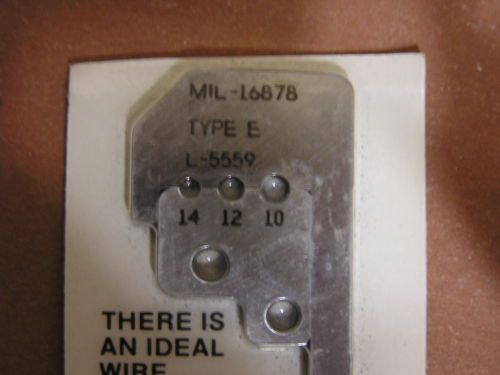 MIL-16878
TYPE E
L-5559
14 12 10
THERE IS
AN IDEAL
WIRE